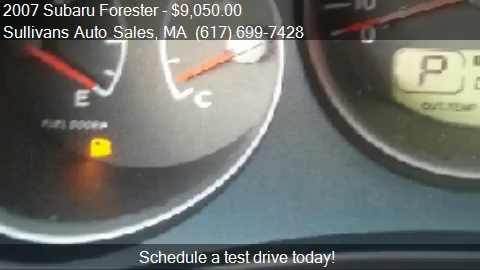 2007 Subaru Forester - $9,050.00
Sullivans Auto Sales, MA  (617) 699-7428
0
P
E
C
FUEL DOOR
OUT.TEMP
Schedule a test drive today!